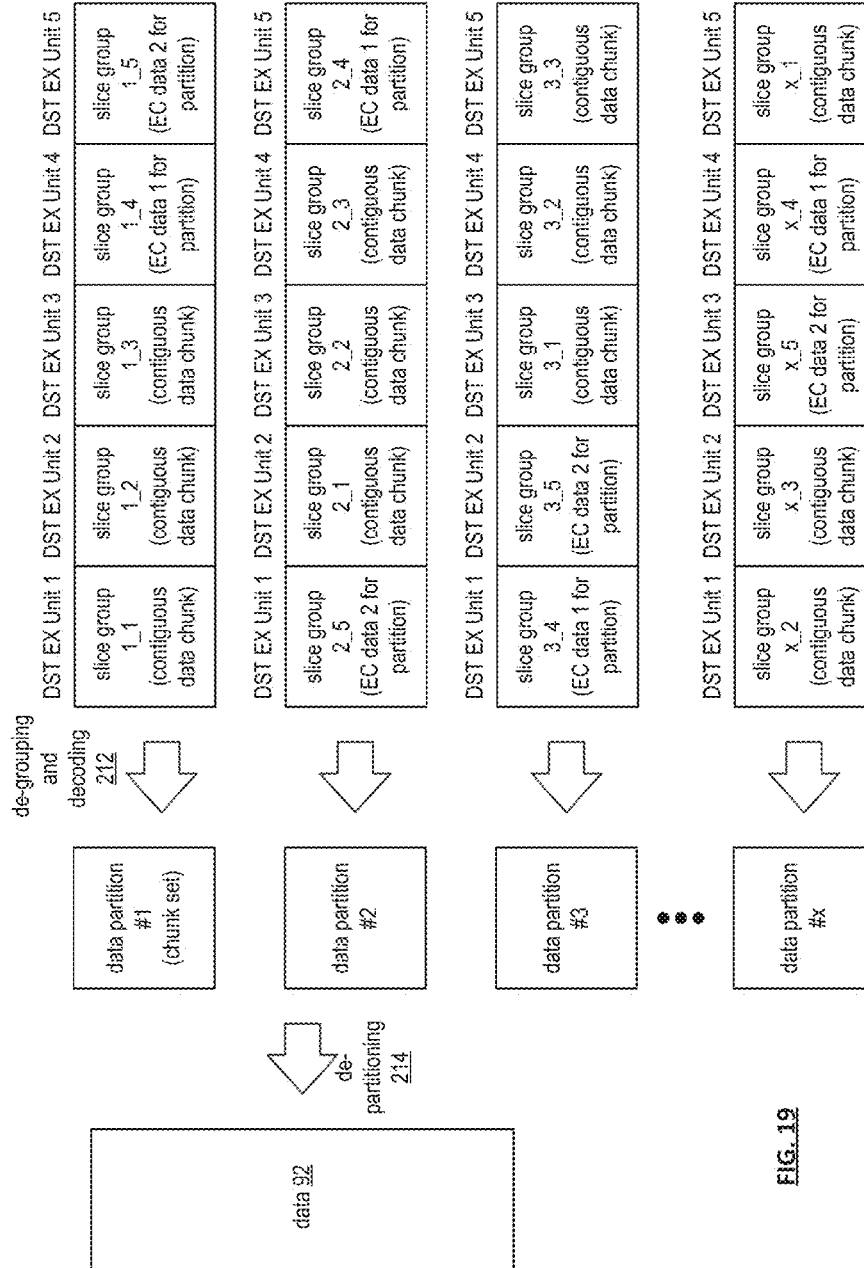 de-grouping
and
decoding
212
DST EX Unit 1 DST EX Unit 2 DST EX Unit 3 DST EX Unit 4 DST EX Unit 5
data partition
#1
(chunk set)
slice group
1_1
(contiguous
data chunk)
slice group
1_2
(contiguous
data chunk)
slice group
1_3
(contiguous
data chunk)
slice group
1_4
(EC data 1 for
partition)
slice group
1_5
(EC data 2 for
partition)
data 92
de-
partitioning
214
DST EX Unit 1 DST EX Unit 2 DST EX Unit 3 DST EX Unit 4 DST EX Unit 5
data partition
#2
slice group
2_5
(EC data 2 for
partition)
slice group
2_1
(contiguous
data chunk)
slice group
2_2
(contiguous
data chunk)
slice group
2_3
(contiguous
data chunk)
slice group
2_4
(EC data 1 for
partition)
DST EX Unit 1 DST EX Unit 2 DST EX Unit 3 DST EX Unit 4 DST EX Unit 5
data partition
#3
slice group
3_4
(EC data 1 for
partition)
slice group
3_5
(EC data 2 for
partition)
slice group
3_1
(contiguous
data chunk)
slice group
3_2
(contiguous
data chunk)
slice group
3_3
(contiguous
data chunk)
DST EX Unit 1 DST EX Unit 2 DST EX Unit 3 DST EX Unit 4 DST EX Unit 5
data partition
#x
slice group
x_2
(contiguous
data chunk)
slice group
x_3
(contiguous
data chunk)
slice group
x_5
(EC data 2 for
partition)
slice group
x_4
(EC data 1 for
partition)
slice group
x_1
(contiguous
data chunk)
FIG. 19